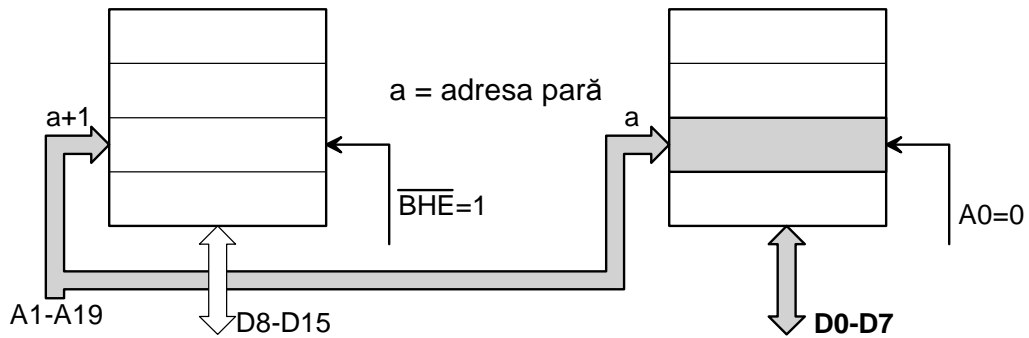 a = adresa pară
a+1
a
BHE=1
A0=0
A1-A19
D8-D15
D0-D7